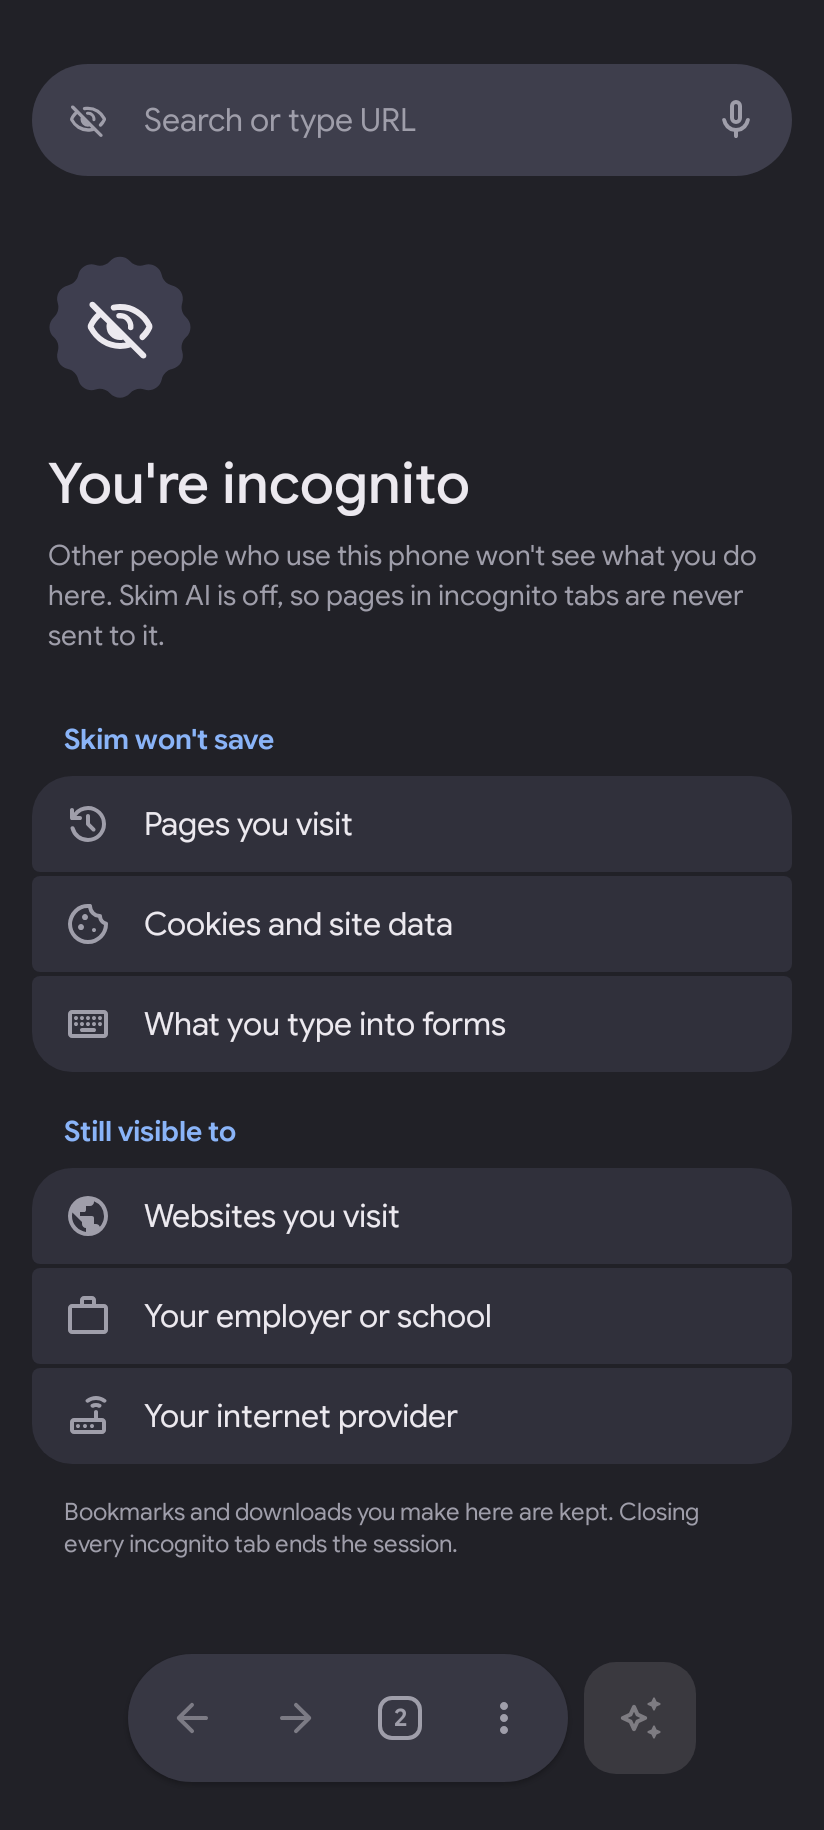 Search or type URL
You're incognito
Other people who use this phone won't see what you do
here. Skim AI is off, so pages in incognito tabs are never
sent to it.
Skim won't save
Pages you visit
Cookies and site data
What you type into forms
Still visible to
Websites you visit
Your employer or school
Your internet provider
Bookmarks and downloads you make here are kept. Closing
every incognito tab ends the session.
2